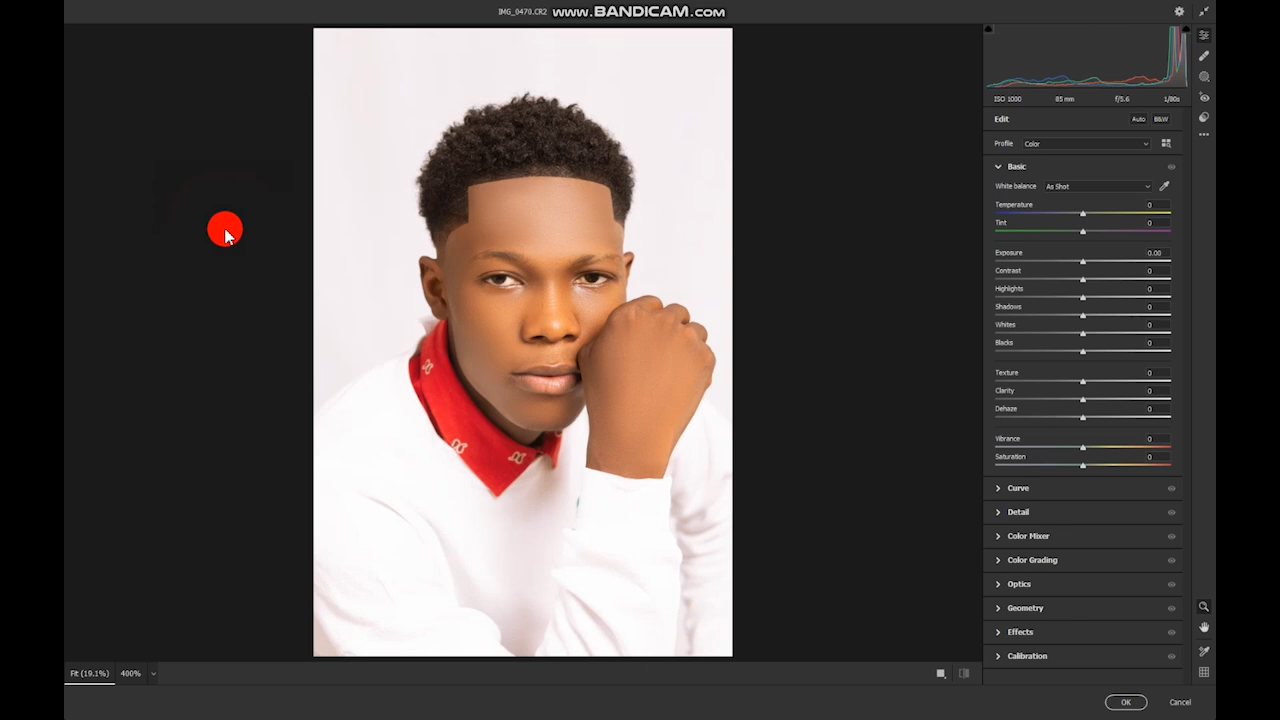 IMG_0470.CR2
www.BANDICAM.com
ISO 1000 85 mm f/5.6 1/80s
Edit Auto B&W
Profile Color
Basic
White balance As Shot
Temperature 0
Tint 0
Exposure 0.00
Contrast 0
Highlights 0
Shadows 0
Whites 0
Blacks 0
Texture 0
Clarity 0
Dehaze 0
Vibrance 0
Saturation 0
Curve
Detail
Color Mixer
Color Grading
Optics
Geometry
Effects
Calibration
Fit (19.1%) 400%
OK Cancel